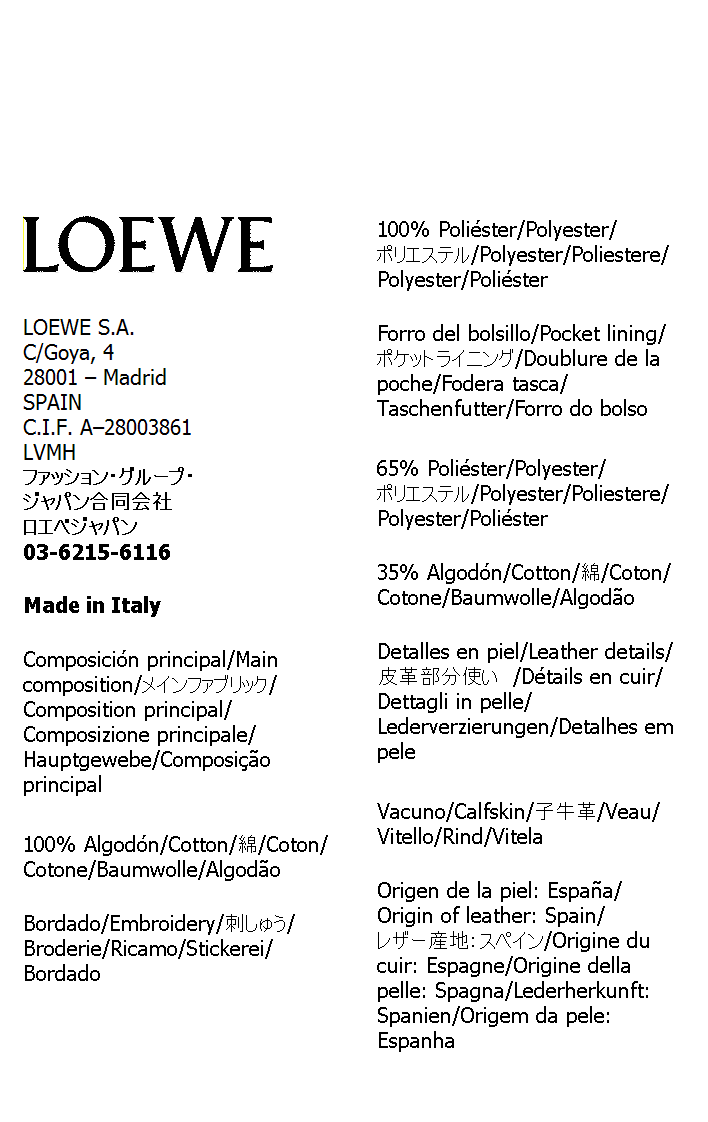 LOEWE
LOEWE S.A.
C/Goya, 4
28001 – Madrid
SPAIN
C.I.F. A–28003861
LVMH
ファッション・グループ・
ジャパン合同会社
ロエベジャパン
03-6215-6116
Made in Italy
Composición principal/Main
composition/メインファブリック/
Composition principal/
Composizione principale/
Hauptgewebe/Composição
principal
100% Algodón/Cotton/綿/Coton/
Cotone/Baumwolle/Algodão
Bordado/Embroidery/刺しゅう/
Broderie/Ricamo/Stickerei/
Bordado
100% Poliéster/Polyester/
ポリエステル/Polyester/Poliestere/
Polyester/Poliéster
Forro del bolsillo/Pocket lining/
ポケットライニング/Doublure de la
poche/Fodera tasca/
Taschenfutter/Forro do bolso
65% Poliéster/Polyester/
ポリエステル/Polyester/Poliestere/
Polyester/Poliéster
35% Algodón/Cotton/綿/Coton/
Cotone/Baumwolle/Algodão
Detalles en piel/Leather details/
皮革部分使い /Détails en cuir/
Dettagli in pelle/
Lederverzierungen/Detalhes em
pele
Vacuno/Calfskin/子牛革/Veau/
Vitello/Rind/Vitela
Origen de la piel: España/
Origin of leather: Spain/
レザー産地:スペイン/Origine du
cuir: Espagne/Origine della
pelle: Spagna/Lederherkunft:
Spanien/Origem da pele:
Espanha